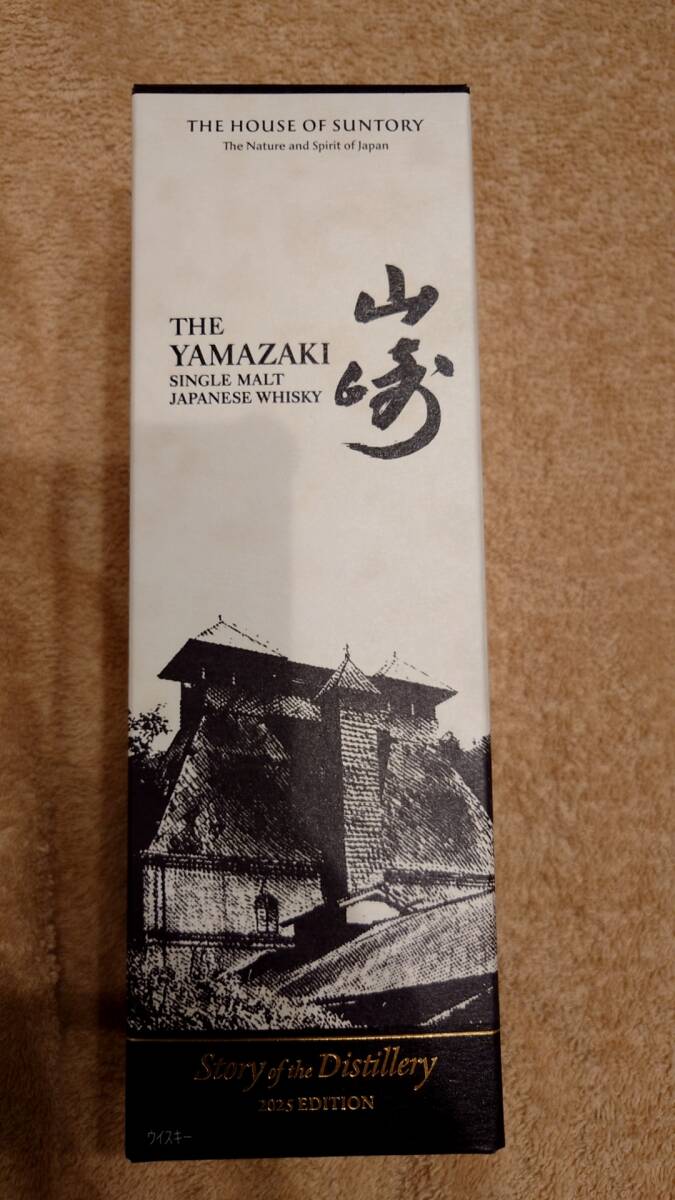 THE HOUSE OF SUNTORY
The Nature and Spirit of Japan
山崎
THE
YAMAZAKI
SINGLE MALT
JAPANESE WHISKY
Story of the Distillery
2025 EDITION
ウイスキー